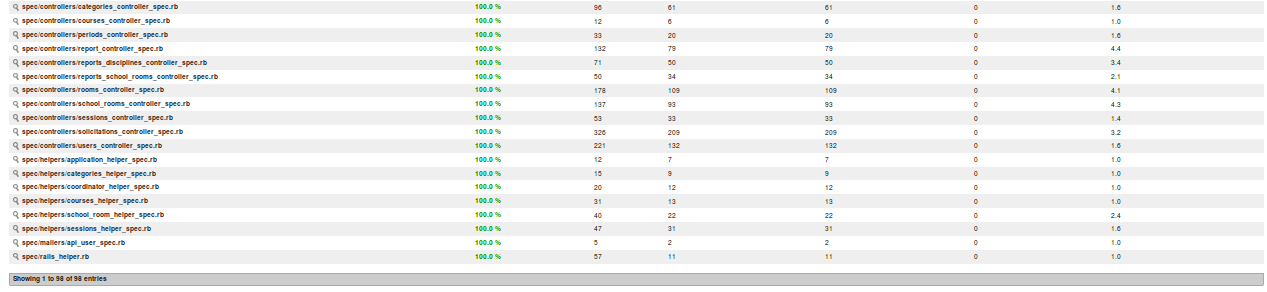 spec/controllers/categories_controller_spec.rb 100.0 % 96 61 61 0 1.6
spec/controllers/courses_controller_spec.rb 100.0 % 12 6 6 0 1.0
spec/controllers/periods_controller_spec.rb 100.0 % 33 20 20 0 1.6
spec/controllers/report_controller_spec.rb 100.0 % 132 79 79 0 4.4
spec/controllers/reports_disciplines_controller_spec.rb 100.0 % 71 50 50 0 3.4
spec/controllers/reports_school_rooms_controller_spec.rb 100.0 % 50 34 34 0 2.1
spec/controllers/rooms_controller_spec.rb 100.0 % 178 109 109 0 4.1
spec/controllers/school_rooms_controller_spec.rb 100.0 % 137 93 93 0 4.3
spec/controllers/sessions_controller_spec.rb 100.0 % 53 33 33 0 1.4
spec/controllers/solicitations_controller_spec.rb 100.0 % 326 209 209 0 3.2
spec/controllers/users_controller_spec.rb 100.0 % 221 132 132 0 1.6
spec/helpers/application_helper_spec.rb 100.0 % 12 7 7 0 1.0
spec/helpers/categories_helper_spec.rb 100.0 % 15 9 9 0 1.0
spec/helpers/coordinator_helper_spec.rb 100.0 % 20 12 12 0 1.0
spec/helpers/courses_helper_spec.rb 100.0 % 31 13 13 0 1.0
spec/helpers/school_room_helper_spec.rb 100.0 % 40 22 22 0 2.4
spec/helpers/sessions_helper_spec.rb 100.0 % 47 31 31 0 1.6
spec/mailers/api_user_spec.rb 100.0 % 5 2 2 0 1.0
spec/rails_helper.rb 100.0 % 57 11 11 0 1.0
Showing 1 to 98 of 98 entries